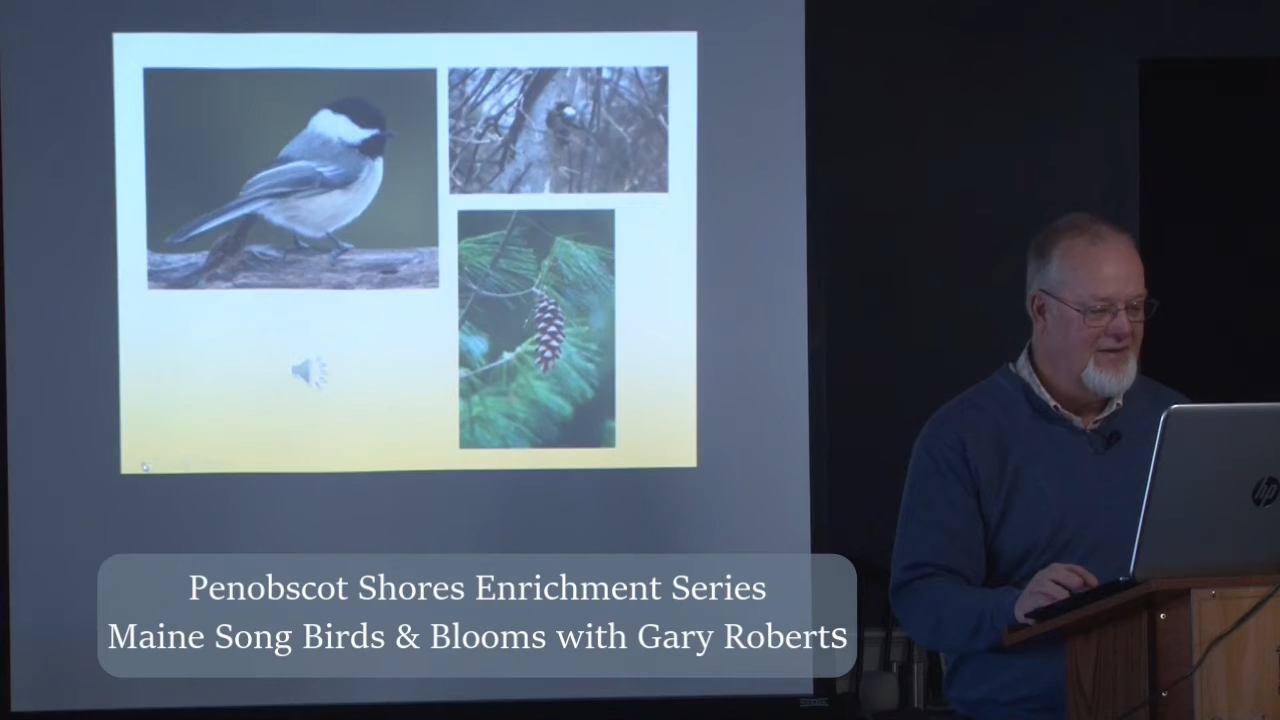 Penobscot Shores Enrichment Series
Maine Song Birds & Blooms with Gary Roberts
hp